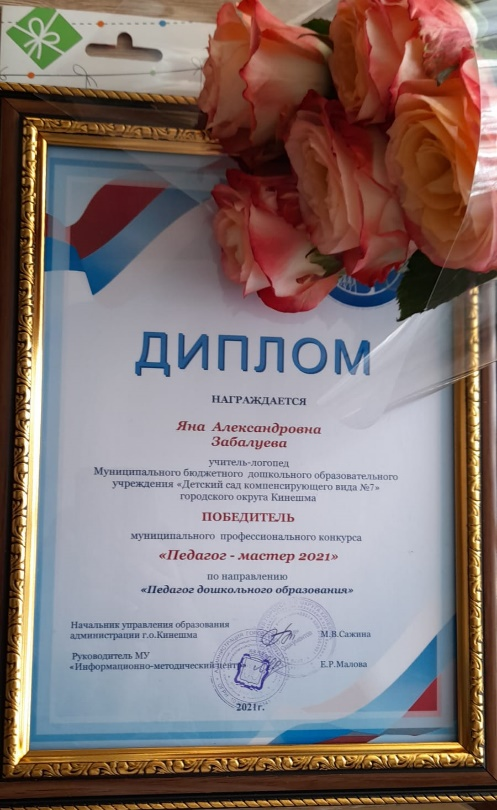 ДИПЛОМ
НАГРАЖДАЕТСЯ
Яна Александровна
Забалуева
учитель-логопед
Муниципального бюджетного дошкольного образовательного
учреждения «Детский сад компенсирующего вида №7»
городского округа Кинешма
ПОБЕДИТЕЛЬ
муниципального профессионального конкурса
«Педагог - мастер 2021»
по направлению
«Педагог дошкольного образования»
Начальник управления образования
администрации г.о.Кинешма М.В.Сажина
Руководитель МУ
«Информационно-методический центр» Е.Р.Малова
2021г.